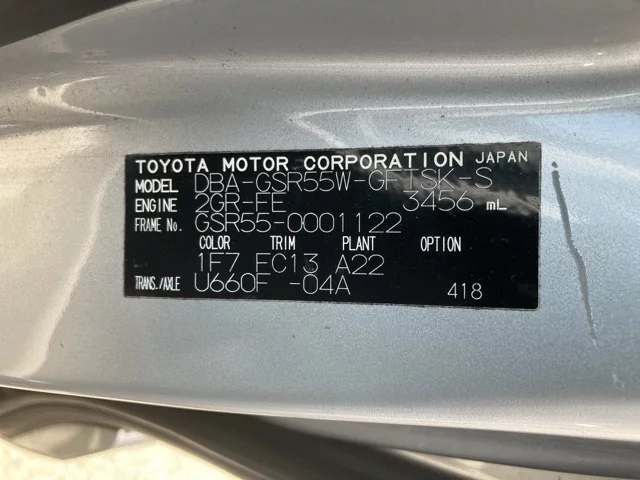 TOYOTA MOTOR CORPORATION JAPAN
MODEL DBA-GSR55W-GFTSK-S
ENGINE 2GR-FE 3456 mL
FRAME No. GSR55-0001122
COLOR TRIM PLANT OPTION
1F7 FC13 A22
TRANS./AXLE U660F -04A 418